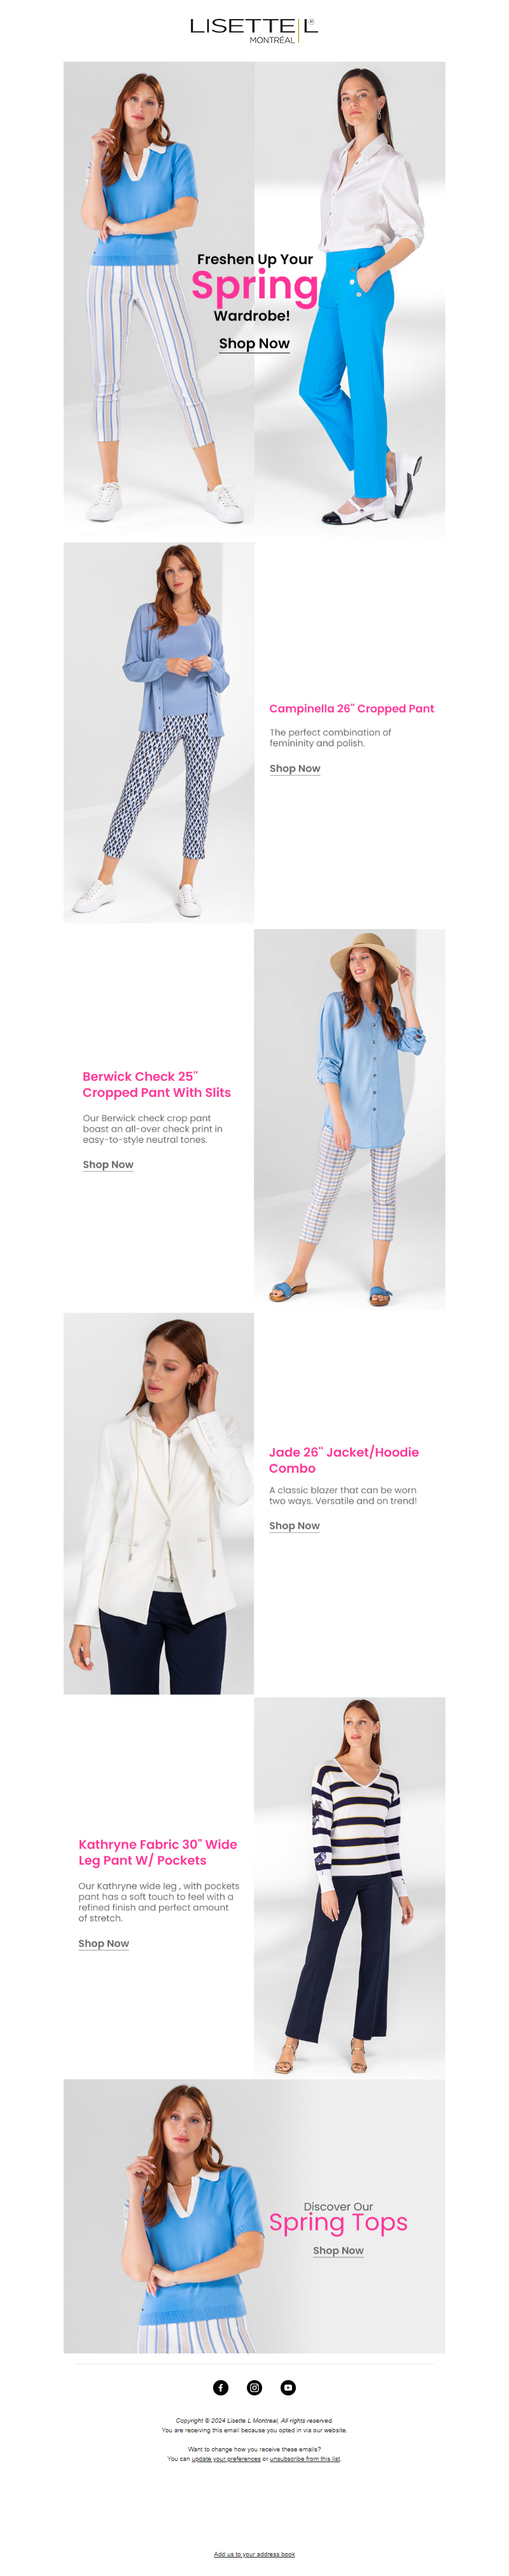 LISETTE L®
MONTRÉAL
Freshen Up Your
Spring
Wardrobe!
Shop Now
Campinella 26" Cropped Pant
The perfect combination of
femininity and polish.
Shop Now
Berwick Check 25"
Cropped Pant With Slits
Our Berwick check crop pant
boast an all-over check print in
easy-to-style neutral tones.
Shop Now
Jade 26" Jacket/Hoodie
Combo
A classic blazer that can be worn
two ways. Versatile and on trend!
Shop Now
Kathryne Fabric 30" Wide
Leg Pant W/ Pockets
Our Kathryne wide leg , with pockets
pant has a soft touch to feel with a
refined finish and perfect amount
of stretch.
Shop Now
Discover Our
Spring Tops
Shop Now
Copyright © 2024 Lisette L Montreal, All rights reserved.
You are receiving this email because you opted in via our website.
Want to change how you receive these emails?
You can update your preferences or unsubscribe from this list.
Add us to your address book